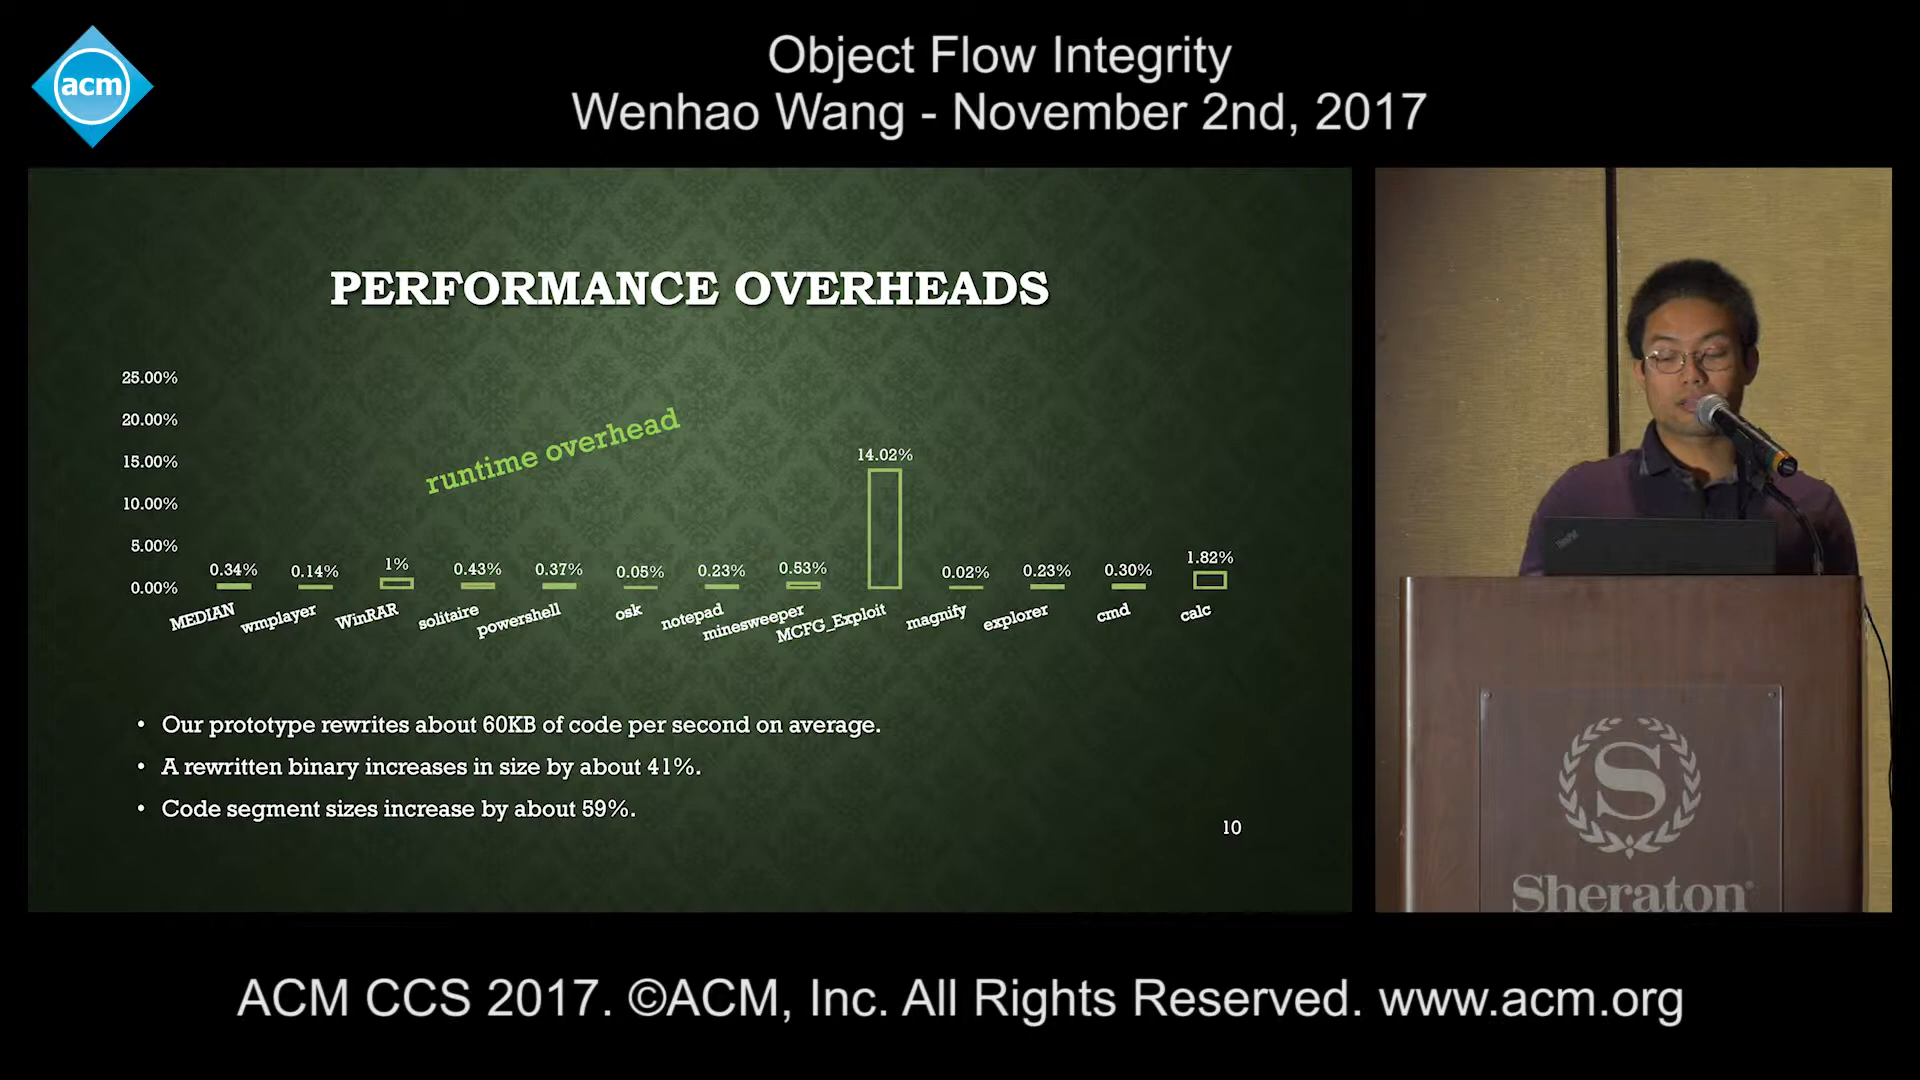 acm
Object Flow Integrity
Wenhao Wang - November 2nd, 2017
PERFORMANCE OVERHEADS
25.00%
20.00%
15.00%
10.00%
5.00%
0.00%
runtime overhead
0.34%
0.14%
1%
0.43%
0.37%
0.05%
0.23%
0.53%
14.02%
0.02%
0.23%
0.30%
1.82%
MEDIAN
wmplayer
WinRAR
solitaire
powershell
osk
notepad
minesweeper
MCFG_Exploit
magnify
explorer
cmd
calc
• Our prototype rewrites about 60KB of code per second on average.
• A rewritten binary increases in size by about 41%.
• Code segment sizes increase by about 59%.
10
ThinkPad
S
Sheraton®
ACM CCS 2017. ©ACM, Inc. All Rights Reserved. www.acm.org